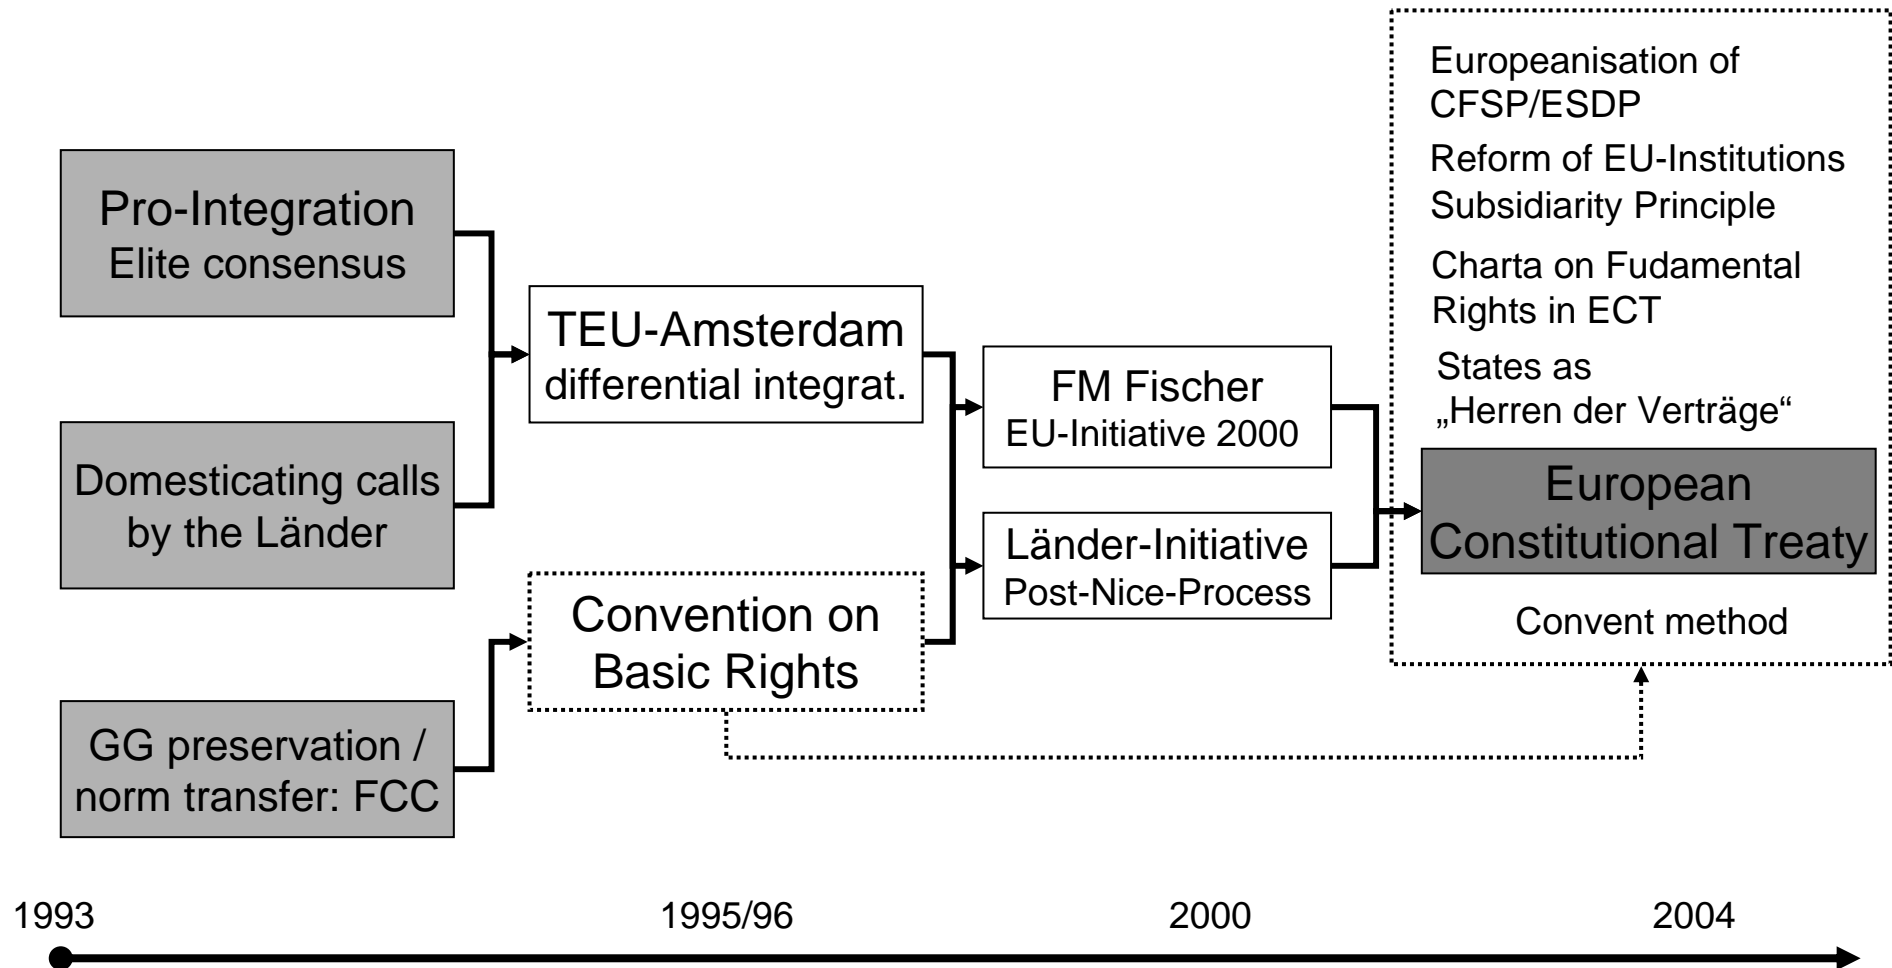 Pro-Integration
Elite consensus
Domesticating calls
by the Länder
GG preservation /
norm transfer: FCC
TEU-Amsterdam
differential integrat.
Convention on
Basic Rights
FM Fischer
EU-Initiative 2000
Länder-Initiative
Post-Nice-Process
Europeanisation of
CFSP/ESDP
Reform of EU-Institutions
Subsidiarity Principle
Charta on Fudamental
Rights in ECT
States as
„Herren der Verträge“
European
Constitutional Treaty
Convent method
1993
1995/96
2000
2004